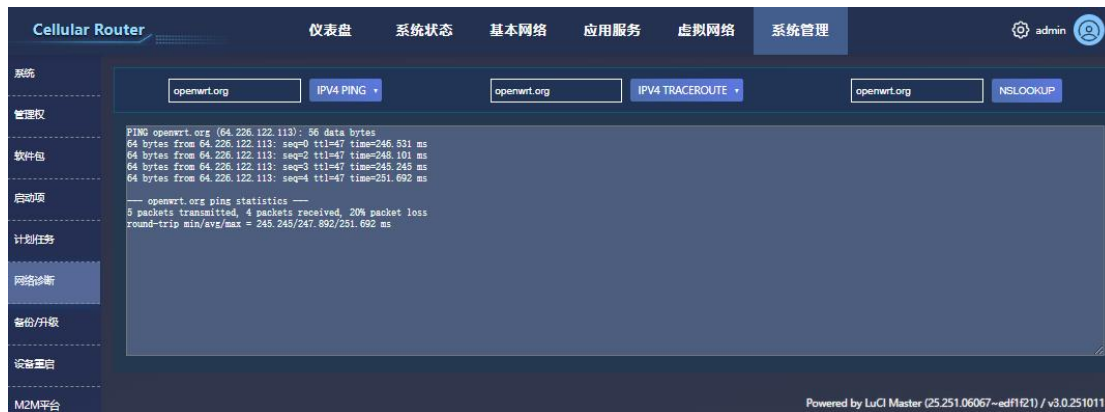 Cellular Router
仪表盘 系统状态 基本网络 应用服务 虚拟网络 系统管理
admin
系统
管理权
软件包
启动项
计划任务
网络诊断
备份/升级
设备重启
M2M平台
openwrt.org IPV4 PING openwrt.org IPV4 TRACEROUTE openwrt.org NSLOOKUP
PING openwrt.org (64.226.122.113): 56 data bytes
64 bytes from 64.226.122.113: seq=0 ttl=47 time=246.531 ms
64 bytes from 64.226.122.113: seq=2 ttl=47 time=248.101 ms
64 bytes from 64.226.122.113: seq=3 ttl=47 time=245.245 ms
64 bytes from 64.226.122.113: seq=4 ttl=47 time=251.692 ms
--- openwrt.org ping statistics ---
5 packets transmitted, 4 packets received, 20% packet loss
round-trip min/avg/max = 245.245/247.892/251.692 ms
Powered by LuCI Master (25.251.06067~edf1f21) / v3.0.251011